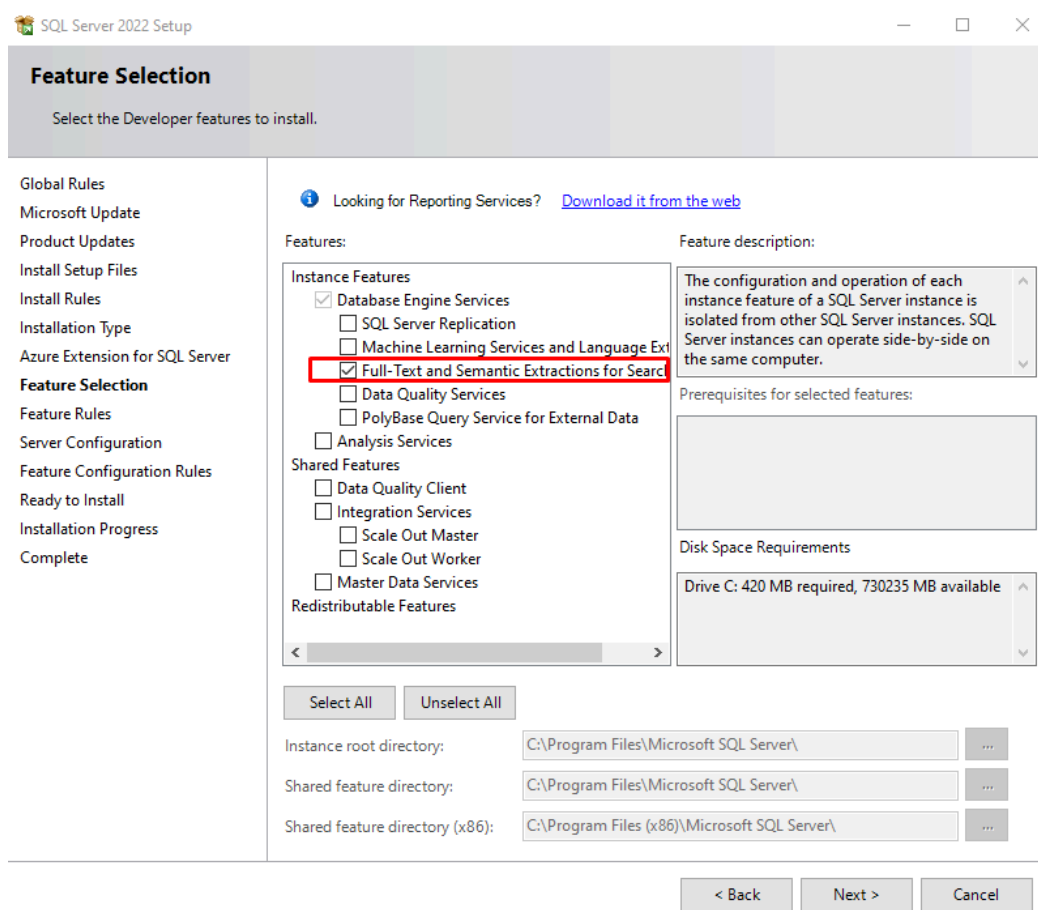 SQL Server 2022 Setup
Feature Selection
Select the Developer features to install.
Global Rules
Microsoft Update
Product Updates
Install Setup Files
Install Rules
Installation Type
Azure Extension for SQL Server
Feature Selection
Feature Rules
Server Configuration
Feature Configuration Rules
Ready to Install
Installation Progress
Complete
Looking for Reporting Services? Download it from the web
Features:
Instance Features
Database Engine Services
SQL Server Replication
Machine Learning Services and Language Ext
Full-Text and Semantic Extractions for Searc
Data Quality Services
PolyBase Query Service for External Data
Analysis Services
Shared Features
Data Quality Client
Integration Services
Scale Out Master
Scale Out Worker
Master Data Services
Redistributable Features
Feature description:
The configuration and operation of each
instance feature of a SQL Server instance is
isolated from other SQL Server instances. SQL
Server instances can operate side-by-side on
the same computer.
Prerequisites for selected features:
Disk Space Requirements
Drive C: 420 MB required, 730235 MB available
Select All
Unselect All
Instance root directory:
C:\Program Files\Microsoft SQL Server\
...
Shared feature directory:
C:\Program Files\Microsoft SQL Server\
...
Shared feature directory (x86):
C:\Program Files (x86)\Microsoft SQL Server\
...
< Back
Next >
Cancel